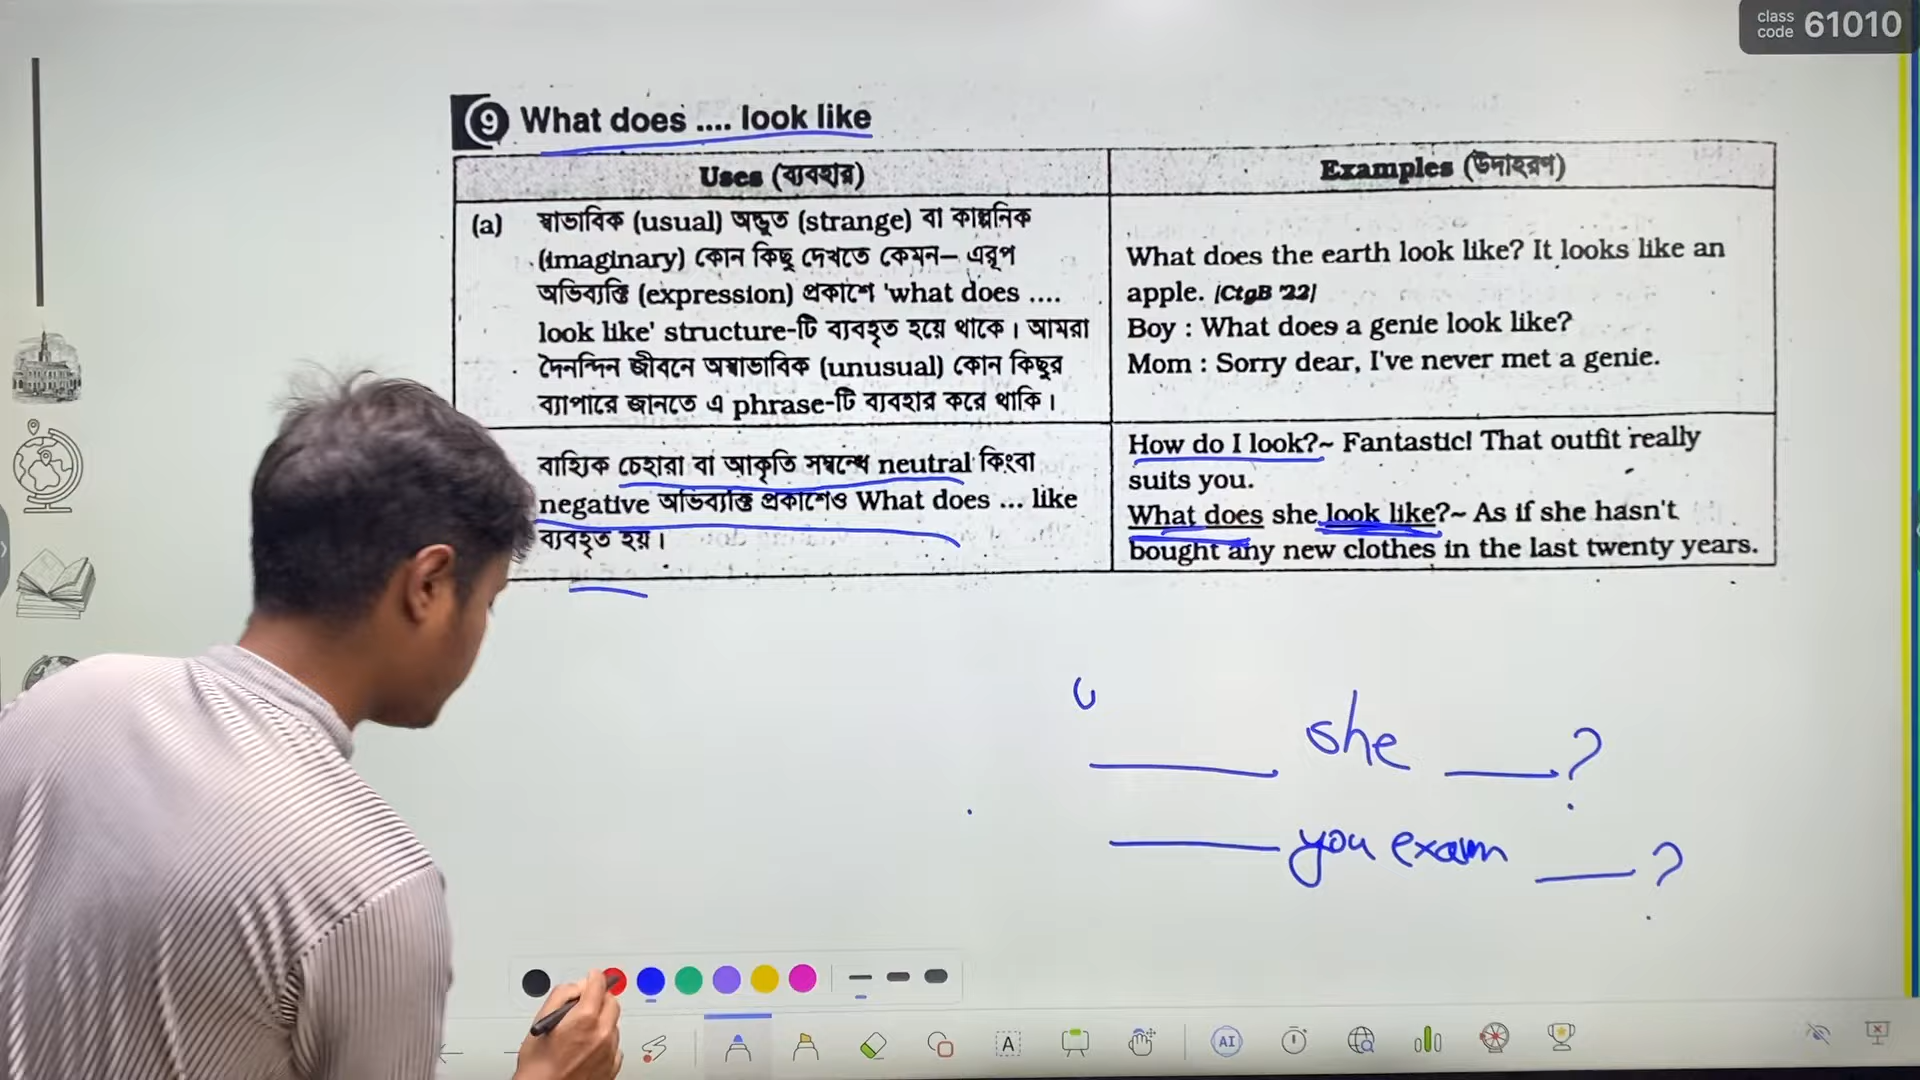 class code 61010
9 What does .... look like
Uses (ব্যবহার)
Examples (উদাহরণ)
(a) স্বাভাবিক (usual) অদ্ভুত (strange) বা কাল্পনিক
(imaginary) কোন কিছু দেখতে কেমন– এরূপ
অভিব্যক্তি (expression) প্রকাশে 'what does ....
look like' structure-টি ব্যবহৃত হয়ে থাকে। আমরা
দৈনন্দিন জীবনে অস্বাভাবিক (unusual) কোন কিছুর
ব্যাপারে জানতে এ phrase-টি ব্যবহার করে থাকি।
What does the earth look like? It looks like an
apple. [CtgB '22]
Boy : What does a genie look like?
Mom : Sorry dear, I've never met a genie.
বাহ্যিক চেহারা বা আকৃতি সম্বন্ধে neutral কিংবা
negative অভিব্যক্তি প্রকাশেও What does ... like
ব্যবহৃত হয়।
How do I look?~ Fantastic! That outfit really
suits you.
What does she look like?~ As if she hasn't
bought any new clothes in the last twenty years.
she ?
you exam ?
A
AI